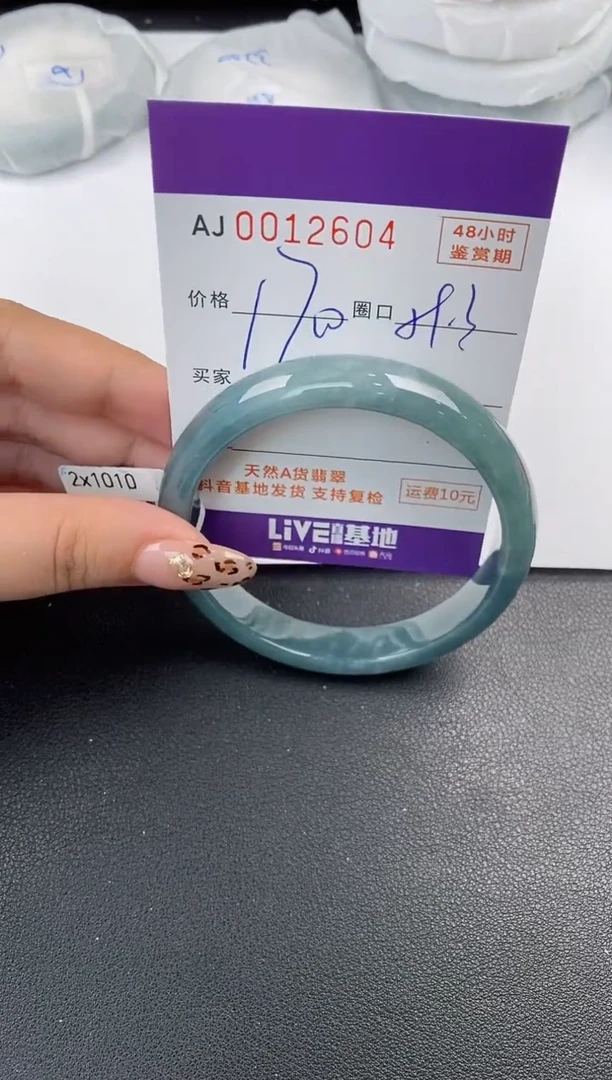 AJ 0012604
48小时
鉴赏期
价格
圈口
买家
2x1010
天然A货翡翠
抖音基地发货 支持复检
运费10元
LIVE直播基地